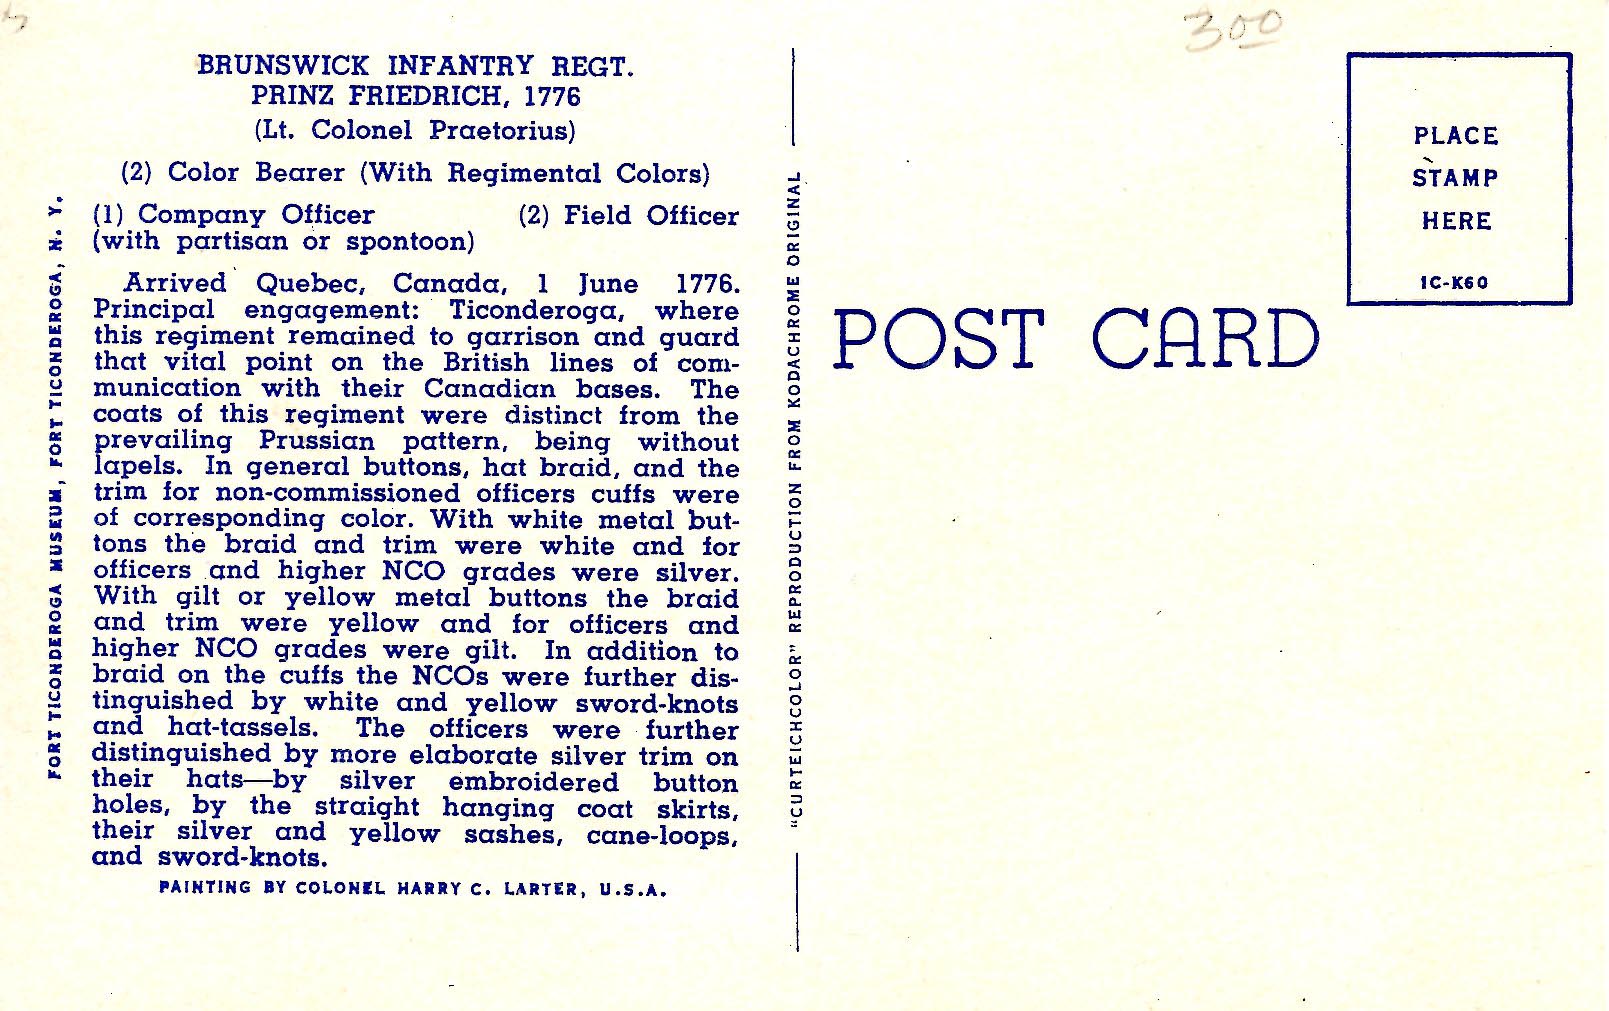 300
BRUNSWICK INFANTRY REGT.
PRINZ FRIEDRICH, 1776
(Lt. Colonel Praetorius)
(2) Color Bearer (With Regimental Colors)
(1) Company Officer (2) Field Officer
(with partisan or spontoon)
Arrived Quebec, Canada, 1 June 1776.
Principal engagement: Ticonderoga, where
this regiment remained to garrison and guard
that vital point on the British lines of com-
munication with their Canadian bases. The
coats of this regiment were distinct from the
prevailing Prussian pattern, being without
lapels. In general buttons, hat braid, and the
trim for non-commissioned officers cuffs were
of corresponding color. With white metal but-
tons the braid and trim were white and for
officers and higher NCO grades were silver.
With gilt or yellow metal buttons the braid
and trim were yellow and for officers and
higher NCO grades were gilt. In addition to
braid on the cuffs the NCOs were further dis-
tinguished by white and yellow sword-knots
and hat-tassels. The officers were further
distinguished by more elaborate silver trim on
their hats—by silver embroidered button
holes, by the straight hanging coat skirts,
their silver and yellow sashes, cane-loops,
and sword-knots.
PAINTING BY COLONEL HARRY C. LARTER, U.S.A.
FORT TICONDEROGA MUSEUM, FORT TICONDEROGA, N. Y.
"CURTEICHCOLOR" REPRODUCTION FROM KODACHROME ORIGINAL
POST CARD
PLACE
STAMP
HERE
1C-K60